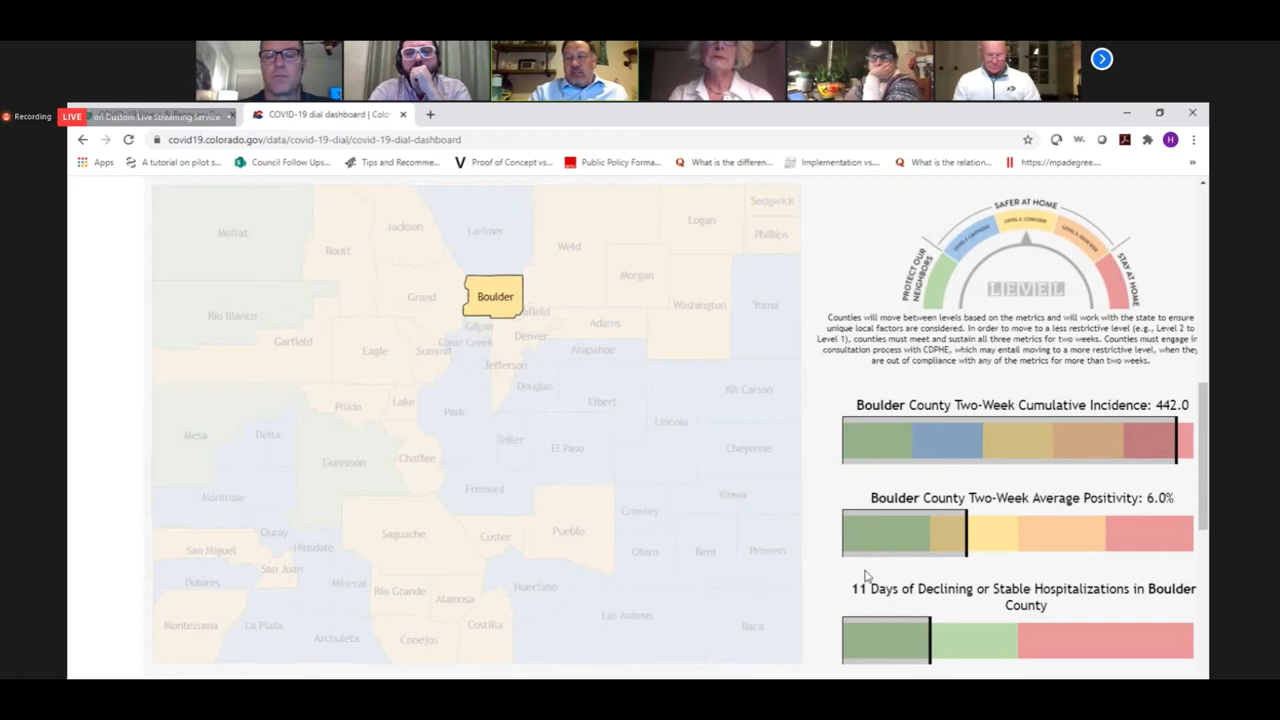 Recording
LIVE on Custom Live Streaming Service
COVID-19 dial dashboard | Colo
covid19.colorado.gov/data/covid-19-dial/covid-19-dial-dashboard
Apps A tutorial on pilot s... Council Follow Ups... Tips and Recomme... Proof of Concept vs... Public Policy Forma... What is the differen... Implementation vs... What is the relation... https://mpadegree....
Moffat
Routt
Jackson
Larimer
Weld
Logan
Sedgwick
Phillips
Morgan
Grand
Boulder
Washington
Yuma
Rio Blanco
Garfield
Eagle
Summit
Gilpin
Clear Creek
Denver
Adams
Arapahoe
Jefferson
Douglas
Elbert
Kit Carson
Pitkin
Lake
Park
Lincoln
Mesa
Delta
Gunnison
Chaffee
Teller
El Paso
Cheyenne
Montrose
Fremont
Kiowa
Crowley
Ouray
Hinsdale
Saguache
Custer
Pueblo
San Miguel
Otero
Bent
Prowers
San Juan
Dolores
Mineral
Rio Grande
Alamosa
Huerfano
Las Animas
Baca
Montezuma
La Plata
Archuleta
Conejos
Costilla
SAFER AT HOME
PROTECT OUR NEIGHBORS
STAY AT HOME
LEVEL
Counties will move between levels based on the metrics and will work with the state to ensure
unique local factors are considered. In order to move to a less restrictive level (e.g., Level 2 to
Level 1), counties must meet and sustain all three metrics for two weeks. Counties must engage in
consultation process with CDPHE, which may entail moving to a more restrictive level, when they
are out of compliance with any of the metrics for more than two weeks.
Boulder County Two-Week Cumulative Incidence: 442.0
Boulder County Two-Week Average Positivity: 6.0%
11 Days of Declining or Stable Hospitalizations in Boulder
County